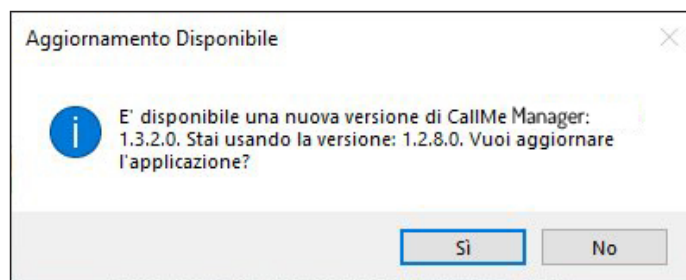 Aggiornamento Disponibile
E' disponibile una nuova versione di CallMe Manager:
1.3.2.0. Stai usando la versione: 1.2.8.0. Vuoi aggiornare
l'applicazione?
Sì
No